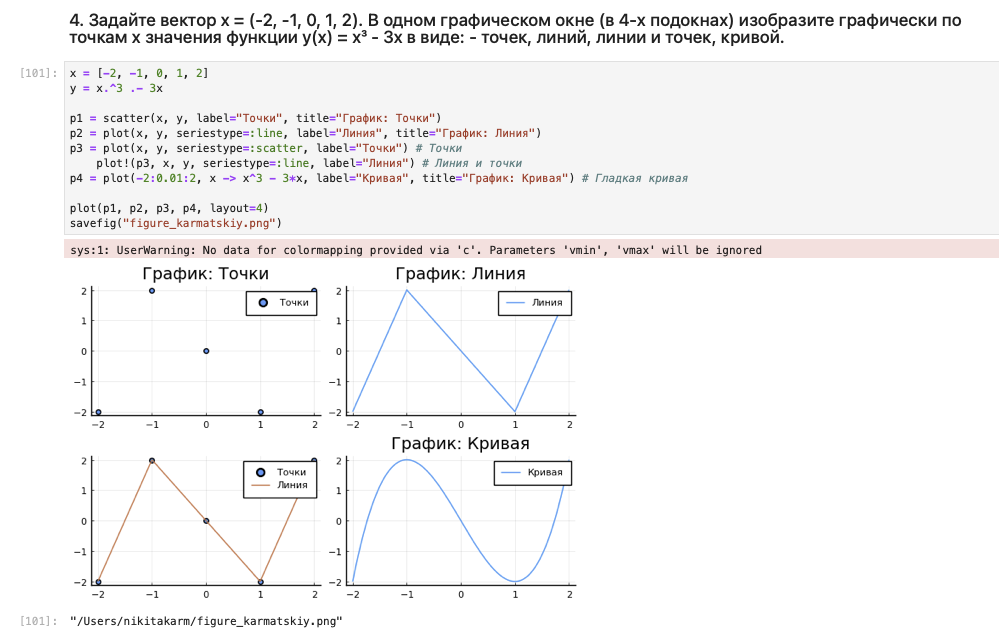 4. Задайте вектор x = (-2, -1, 0, 1, 2). В одном графическом окне (в 4-х подокнах) изобразите графически по
точкам x значения функции y(x) = x³ - 3x в виде: - точек, линий, линии и точек, кривой.
[101]:
x = [-2, -1, 0, 1, 2]
y = x.^3 .- 3x
p1 = scatter(x, y, label="Точки", title="График: Точки")
p2 = plot(x, y, seriestype=:line, label="Линия", title="График: Линия")
p3 = plot(x, y, seriestype=:scatter, label="Точки") # Точки
    plot!(p3, x, y, seriestype=:line, label="Линия") # Линия и точки
p4 = plot(-2:0.01:2, x -> x^3 - 3*x, label="Кривая", title="График: Кривая") # Гладкая кривая
plot(p1, p2, p3, p4, layout=4)
savefig("figure_karmatskiy.png")
sys:1: UserWarning: No data for colormapping provided via 'c'. Parameters 'vmin', 'vmax' will be ignored
График: Точки
2
1
0
−1
−2
−2 −1 0 1 2
Точки
График: Линия
2
1
0
−1
−2
−2 −1 0 1 2
Линия
2
1
0
−1
−2
−2 −1 0 1 2
Точки
Линия
График: Кривая
2
1
0
−1
−2
−2 −1 0 1 2
Кривая
[101]: "/Users/nikitakarm/figure_karmatskiy.png"